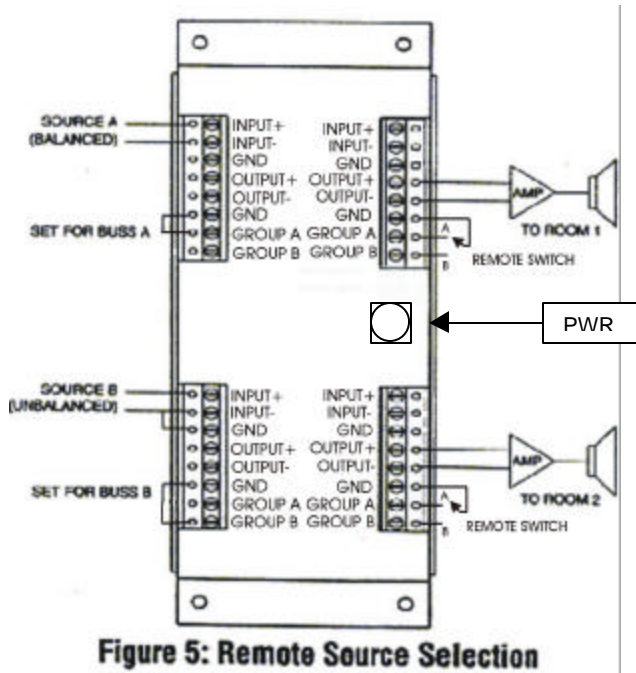 SOURCE A
(BALANCED)
SET FOR BUSS A
INPUT+
INPUT-
GND
OUTPUT+
OUTPUT-
GND
GROUP A
GROUP B
INPUT+
INPUT-
GND
OUTPUT+
OUTPUT-
GND
GROUP A
GROUP B
AMP
TO ROOM 1
A
B
REMOTE SWITCH
PWR
SOURCE B
(UNBALANCED)
SET FOR BUSS B
INPUT+
INPUT-
GND
OUTPUT+
OUTPUT-
GND
GROUP A
GROUP B
INPUT+
INPUT-
GND
OUTPUT+
OUTPUT-
GND
GROUP A
GROUP B
AMP
TO ROOM 2
A
B
REMOTE SWITCH
Figure 5: Remote Source Selection